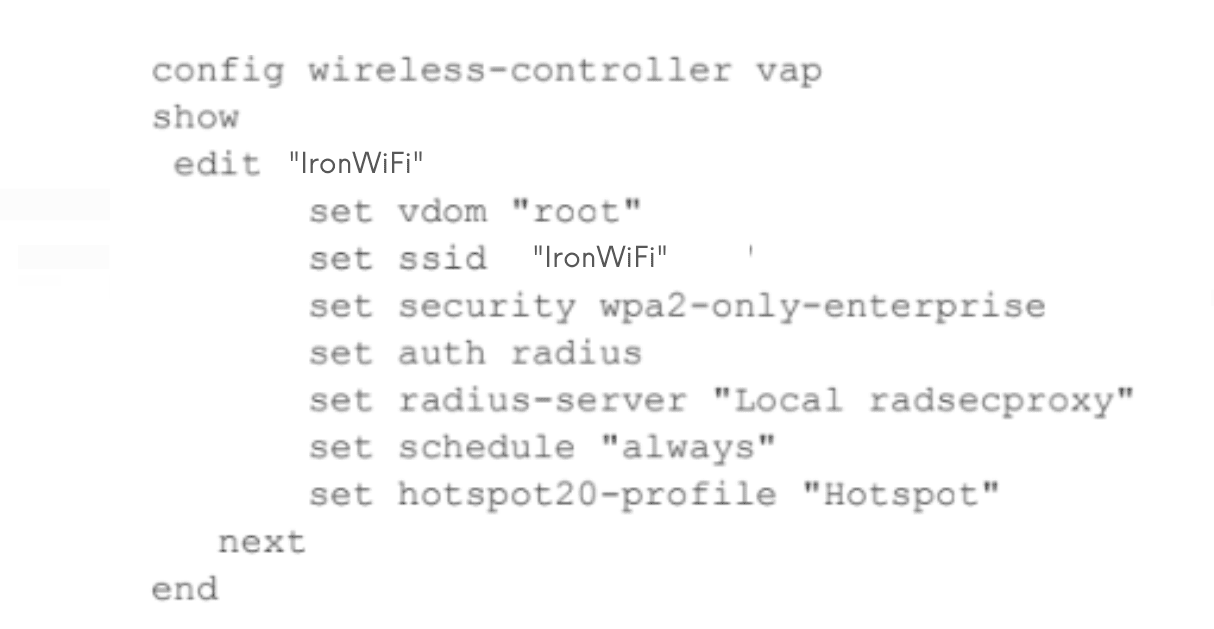 config wireless-controller vap
show
edit "IronWiFi"
set vdom "root"
set ssid "IronWiFi" '
set security wpa2-only-enterprise
set auth radius
set radius-server "Local radsecproxy"
set schedule "always"
set hotspot20-profile "Hotspot"
next
end